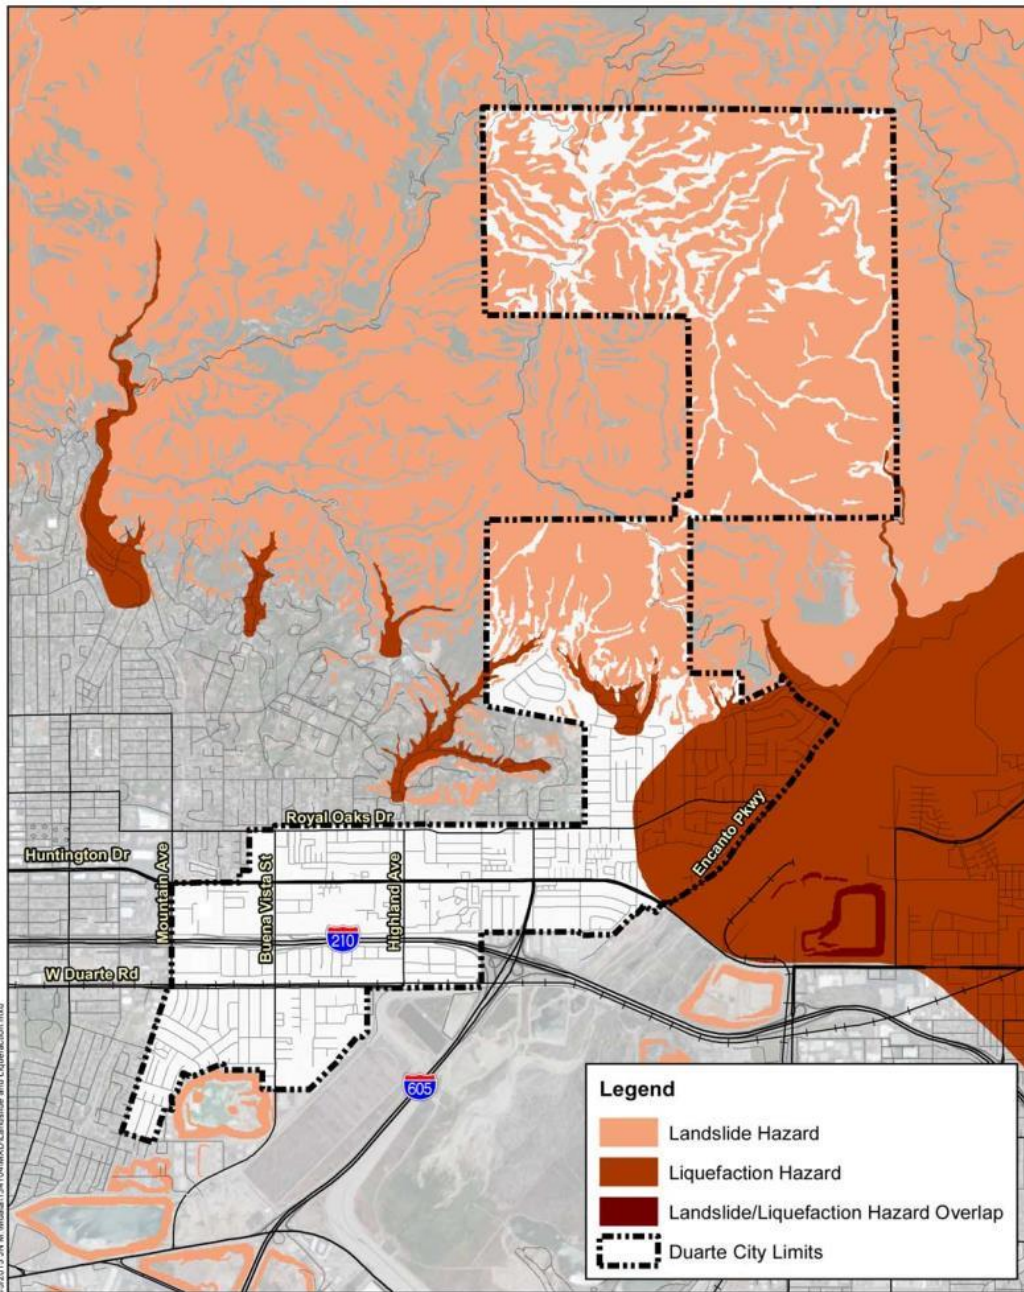 Royal Oaks Dr
Huntington Dr
Mountain Ave
Buena Vista St
Highland Ave
Encanto Pkwy
210
W Duarte Rd
605
Legend
Landslide Hazard
Liquefaction Hazard
Landslide/Liquefaction Hazard Overlap
Duarte City Limits